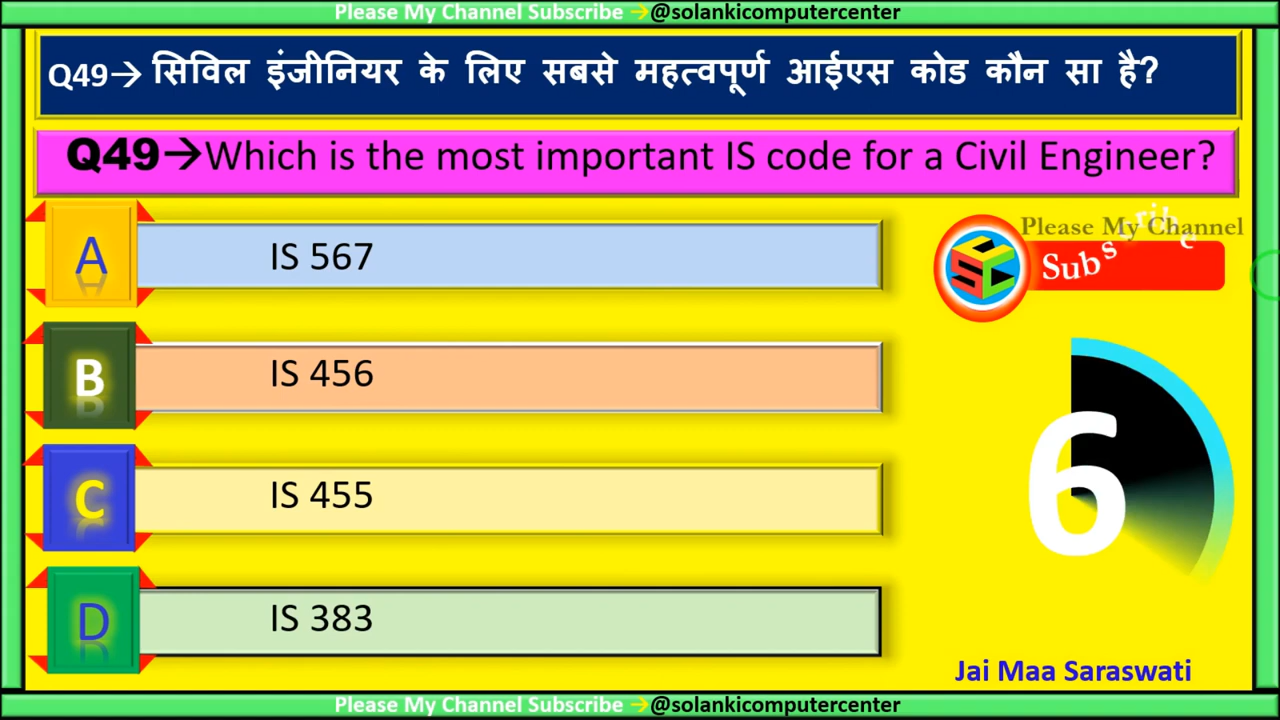 Please My Channel Subscribe →@solankicomputercenter
Q49→ सिविल इंजीनियर के लिए सबसे महत्वपूर्ण आईएस कोड कौन सा है?
Q49→Which is the most important IS code for a Civil Engineer?
A IS 567
Please My Channel
Subscribe
B IS 456
6
C IS 455
D IS 383
Jai Maa Saraswati
Please My Channel Subscribe →@solankicomputercenter